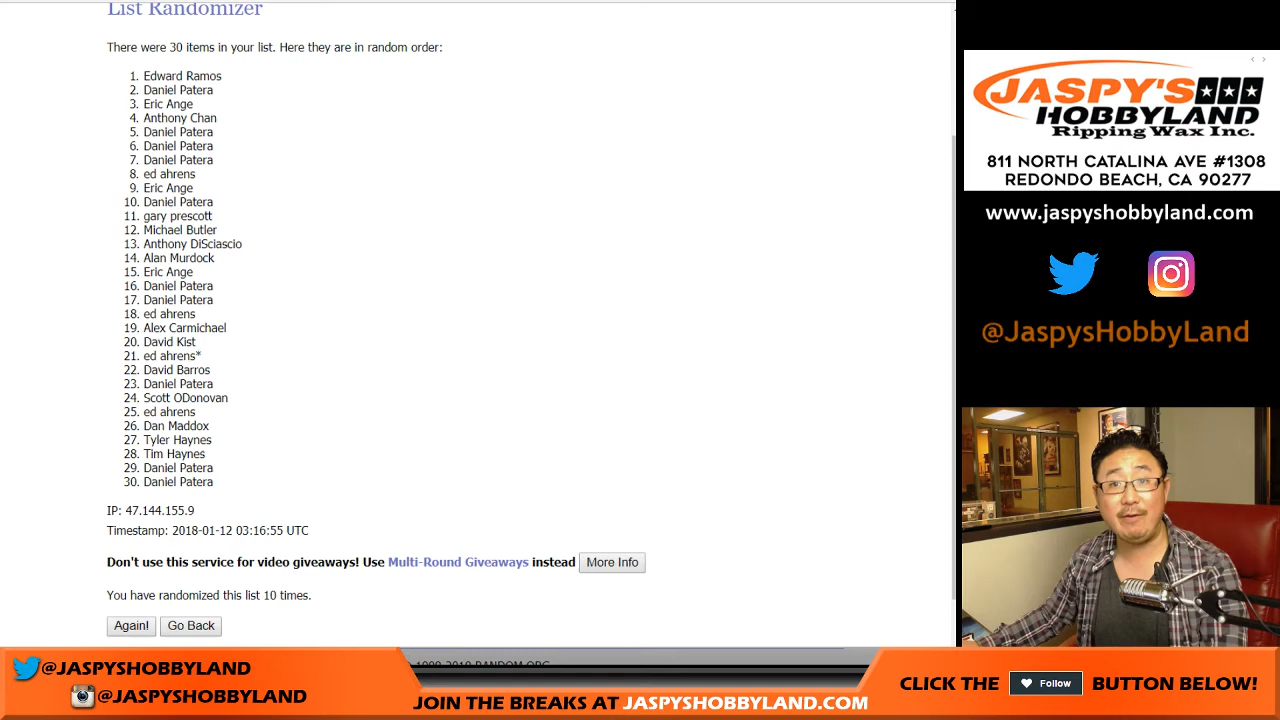 List Randomizer
There were 30 items in your list. Here they are in random order:
1. Edward Ramos
2. Daniel Patera
3. Eric Ange
4. Anthony Chan
5. Daniel Patera
6. Daniel Patera
7. Daniel Patera
8. ed ahrens
9. Eric Ange
10. Daniel Patera
11. gary prescott
12. Michael Butler
13. Anthony DiSciascio
14. Alan Murdock
15. Eric Ange
16. Daniel Patera
17. Daniel Patera
18. ed ahrens
19. Alex Carmichael
20. David Kist
21. ed ahrens*
22. David Barros
23. Daniel Patera
24. Scott ODonovan
25. ed ahrens
26. Dan Maddox
27. Tyler Haynes
28. Tim Haynes
29. Daniel Patera
30. Daniel Patera
IP: 47.144.155.9
Timestamp: 2018-01-12 03:16:55 UTC
Don't use this service for video giveaways! Use Multi-Round Giveaways instead More Info
You have randomized this list 10 times.
Again! Go Back
JASPY'S
HOBBYLAND
Ripping Wax Inc.
811 NORTH CATALINA AVE #1308
REDONDO BEACH, CA 90277
www.jaspyshobbyland.com
@JaspysHobbyLand
@JASPYSHOBBYLAND
@JASPYSHOBBYLAND
JOIN THE BREAKS AT JASPYSHOBBYLAND.COM
CLICK THE Follow BUTTON BELOW!